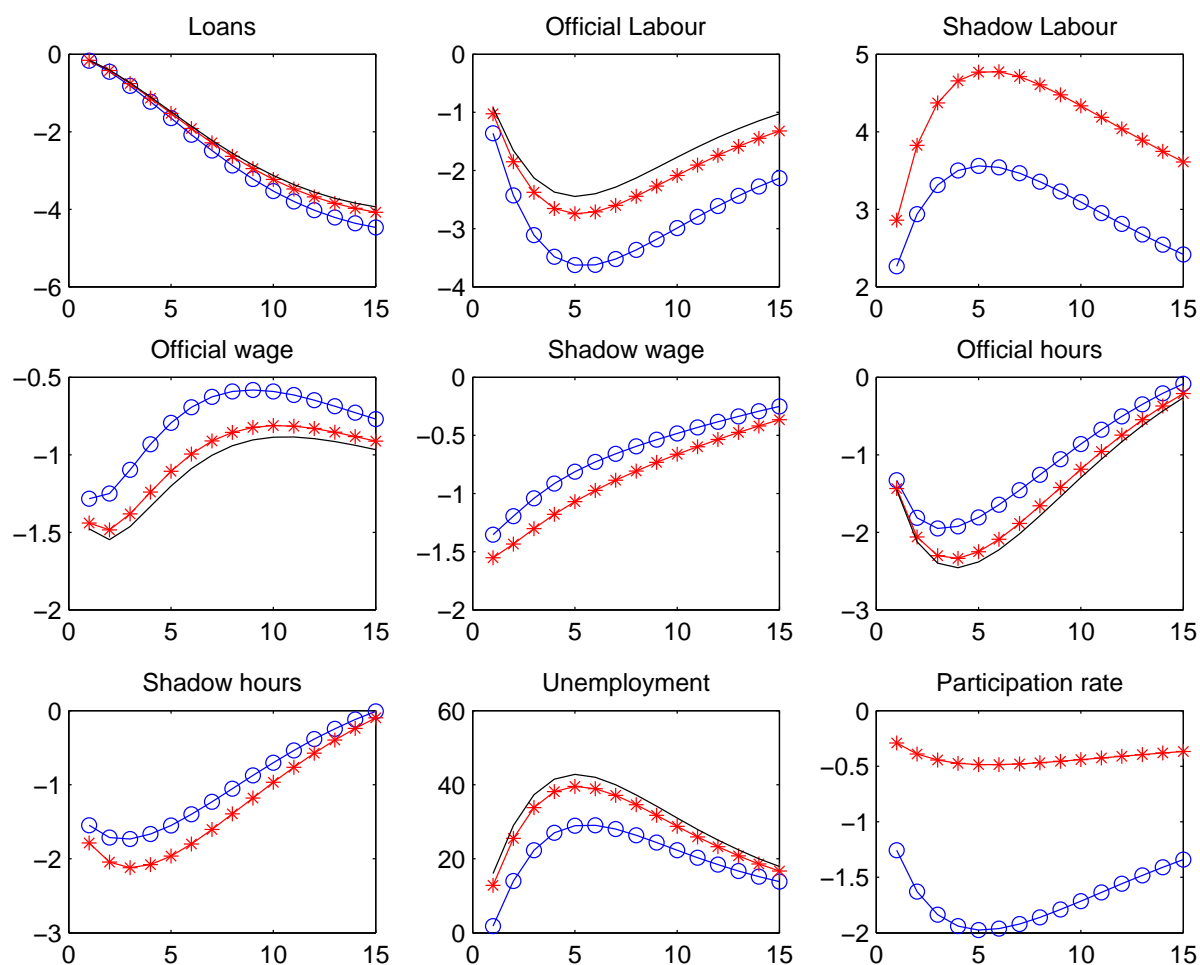 Loans
Official Labour
Shadow Labour
0
−2
−4
−6
0 5 10 15
0
−1
−2
−3
−4
0 5 10 15
5
4
3
2
0 5 10 15
Official wage
Shadow wage
Official hours
−0.5
−1
−1.5
−2
0 5 10 15
0
−0.5
−1
−1.5
−2
0 5 10 15
0
−1
−2
−3
0 5 10 15
Shadow hours
Unemployment
Participation rate
0
−1
−2
−3
0 5 10 15
60
40
20
0
0 5 10 15
0
−0.5
−1
−1.5
−2
0 5 10 15